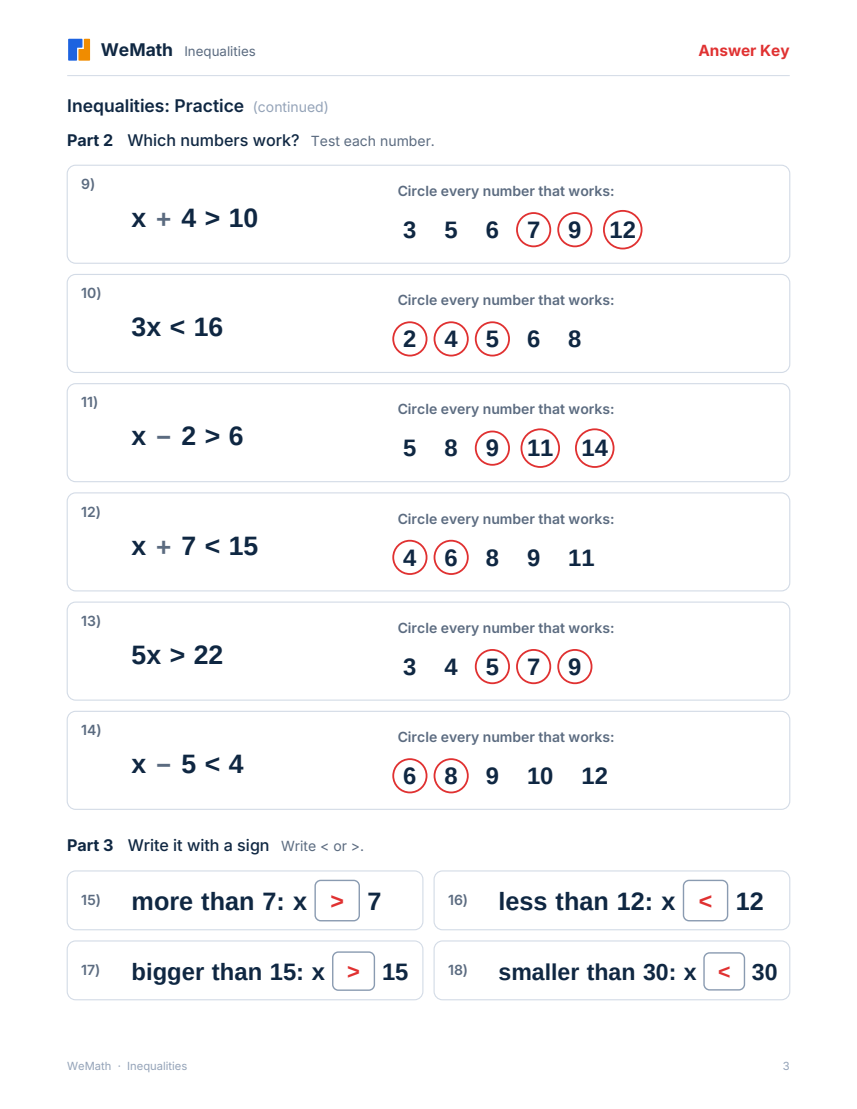 WeMath Inequalities Answer Key
Inequalities: Practice (continued)
Part 2 Which numbers work? Test each number.
9) Circle every number that works:
x + 4 > 10
3 5 6 7 9 12
10) Circle every number that works:
3x < 16
2 4 5 6 8
11) Circle every number that works:
x − 2 > 6
5 8 9 11 14
12) Circle every number that works:
x + 7 < 15
4 6 8 9 11
13) Circle every number that works:
5x > 22
3 4 5 7 9
14) Circle every number that works:
x − 5 < 4
6 8 9 10 12
Part 3 Write it with a sign Write < or >.
15) more than 7: x > 7
16) less than 12: x < 12
17) bigger than 15: x > 15
18) smaller than 30: x < 30
WeMath · Inequalities 3